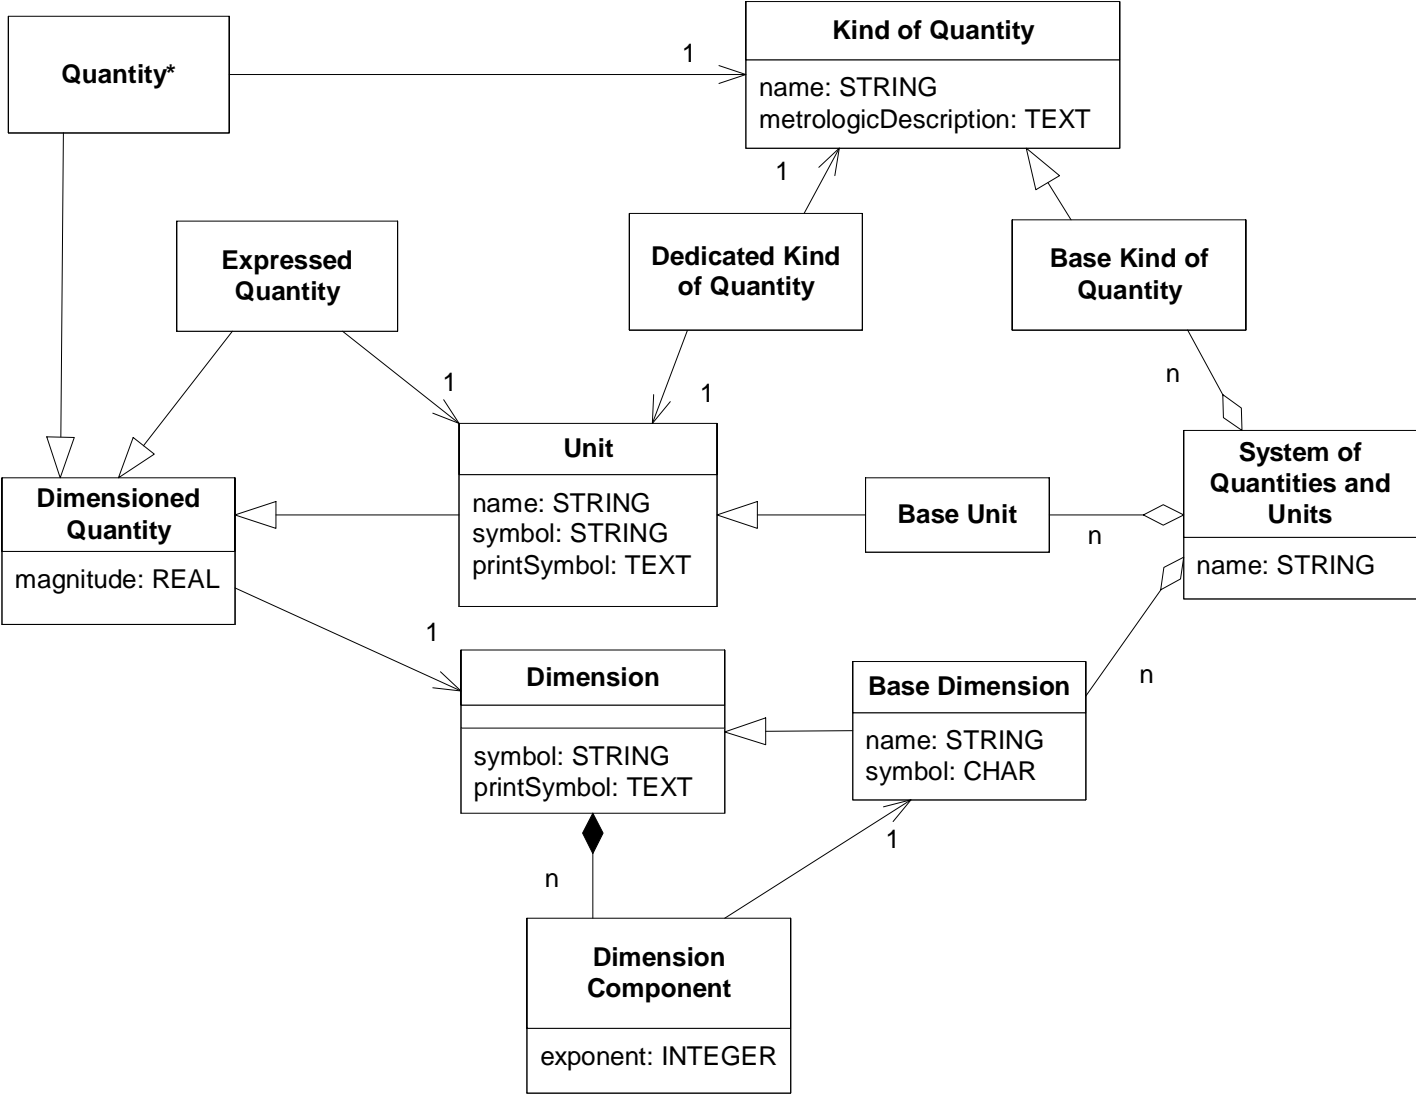 Kind of Quantity
Quantity*
1
name: STRING
metrologicDescription: TEXT
1
Expressed
Quantity
Dedicated Kind
of Quantity
Base Kind of
Quantity
1
1
n
Unit
name: STRING
symbol: STRING
printSymbol: TEXT
System of
Quantities and
Units
name: STRING
Dimensioned
Quantity
magnitude: REAL
Base Unit
n
1
n
Dimension
symbol: STRING
printSymbol: TEXT
Base Dimension
name: STRING
symbol: CHAR
1
n
Dimension
Component
exponent: INTEGER